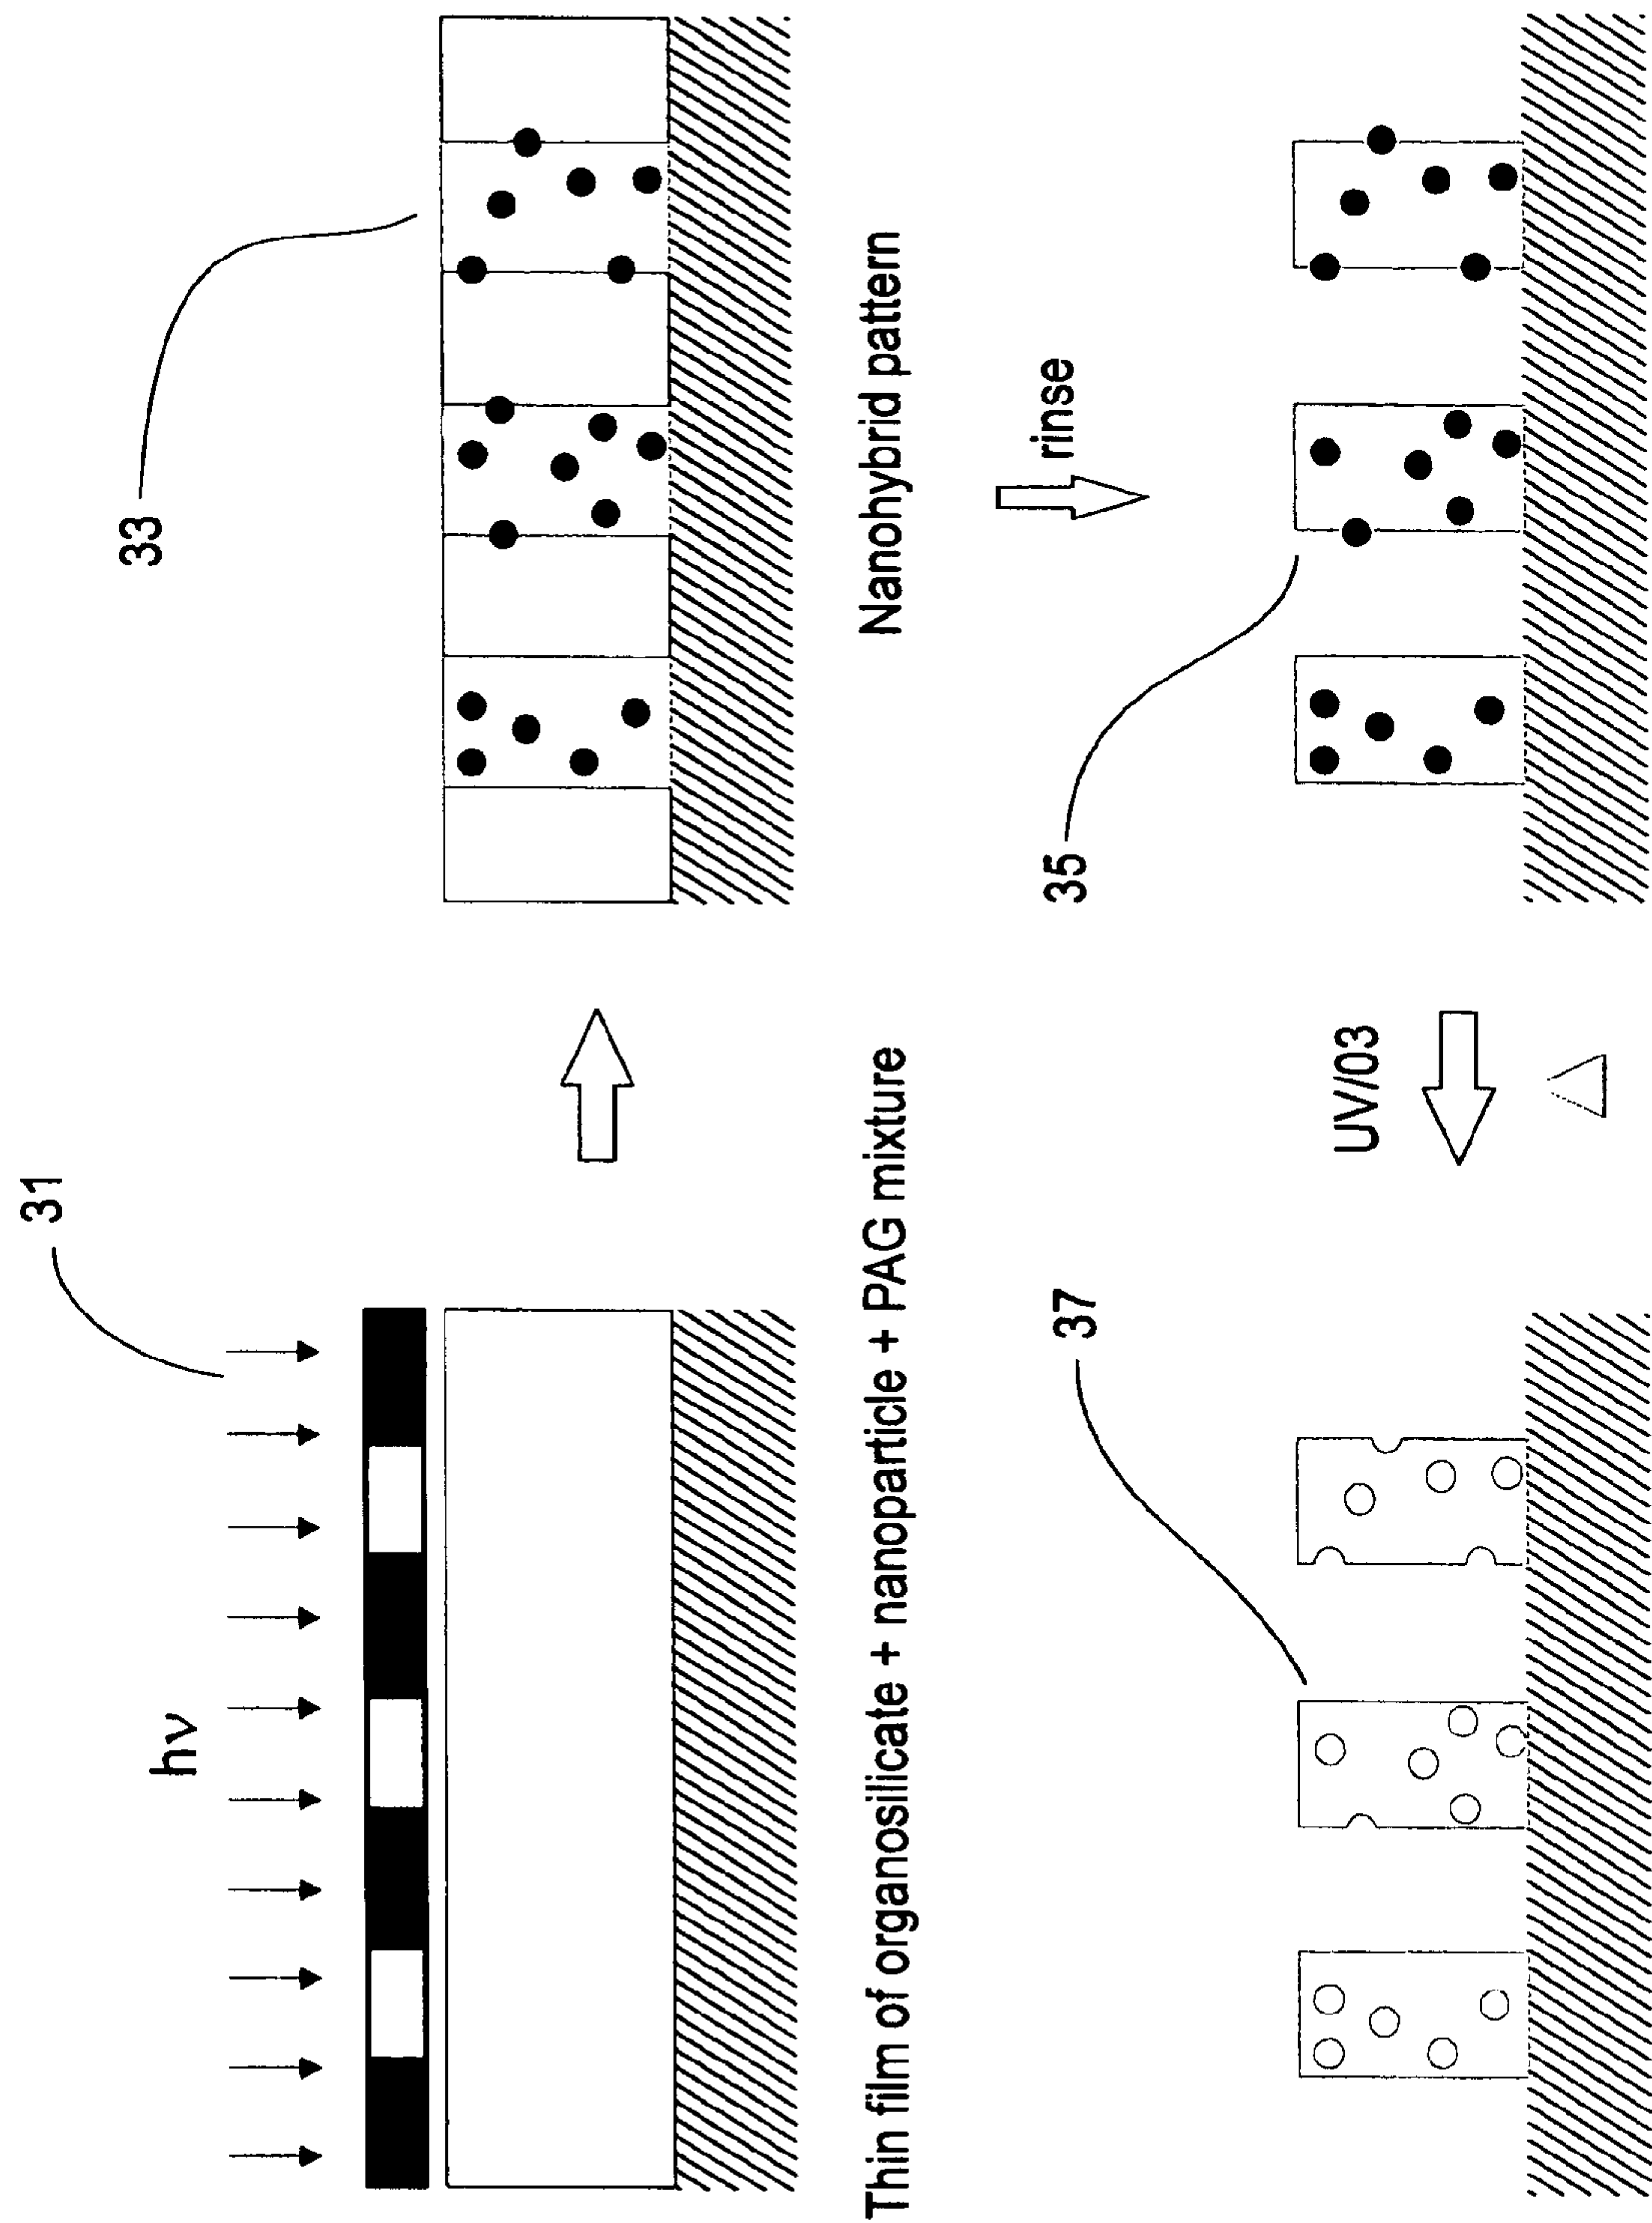 31
hν
Thin film of organosilicate + nanoparticle + PAG mixture
33
Nanohybrid pattern
rinse
35
UV/03
37